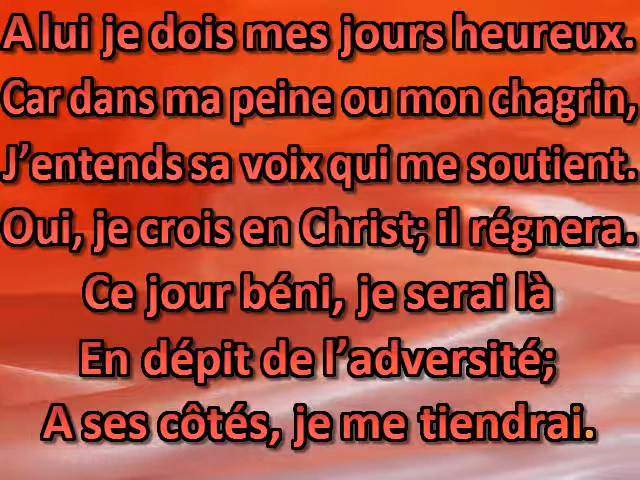 A lui je dois mes jours heureux.
Car dans ma peine ou mon chagrin,
J’entends sa voix qui me soutient.
Oui, je crois en Christ; il régnera.
Ce jour béni, je serai là
En dépit de l’adversité;
A ses côtés, je me tiendrai.